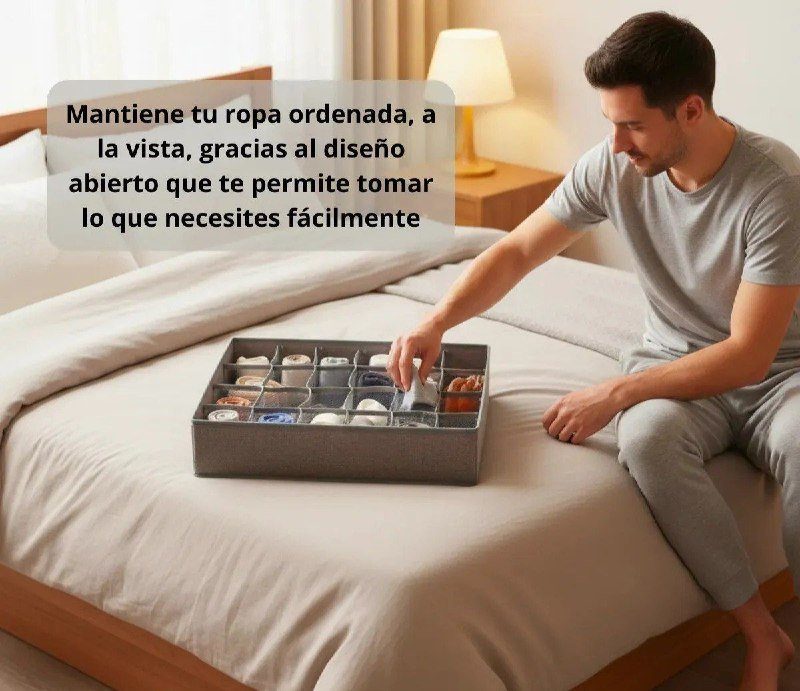 Mantiene tu ropa ordenada, a
la vista, gracias al diseño
abierto que te permite tomar
lo que necesites fácilmente